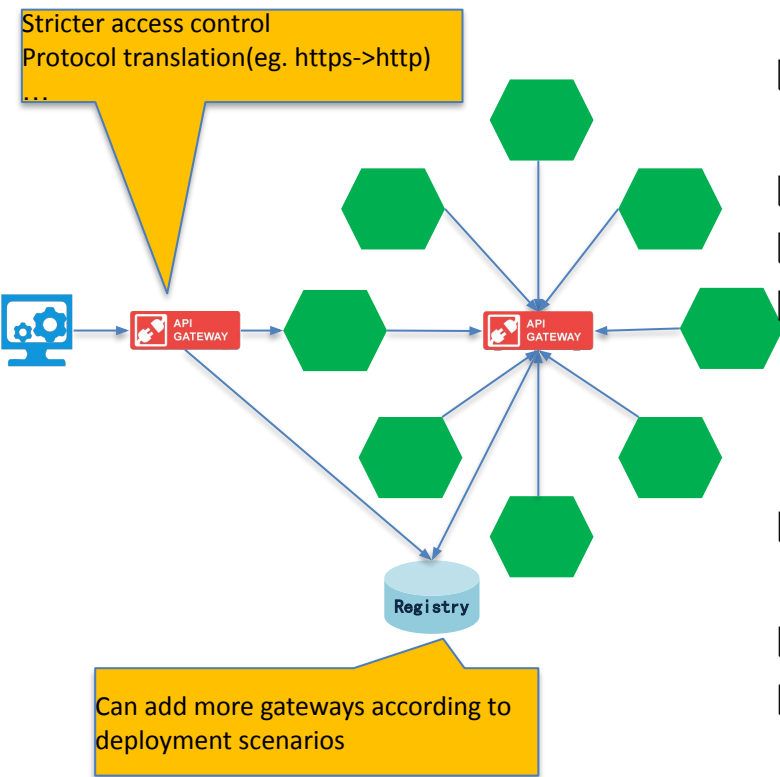 Stricter access control
Protocol translation(eg. https->http)
…
API
GATEWAY
API
GATEWAY
Registry
Can add more gateways according to
deployment scenarios